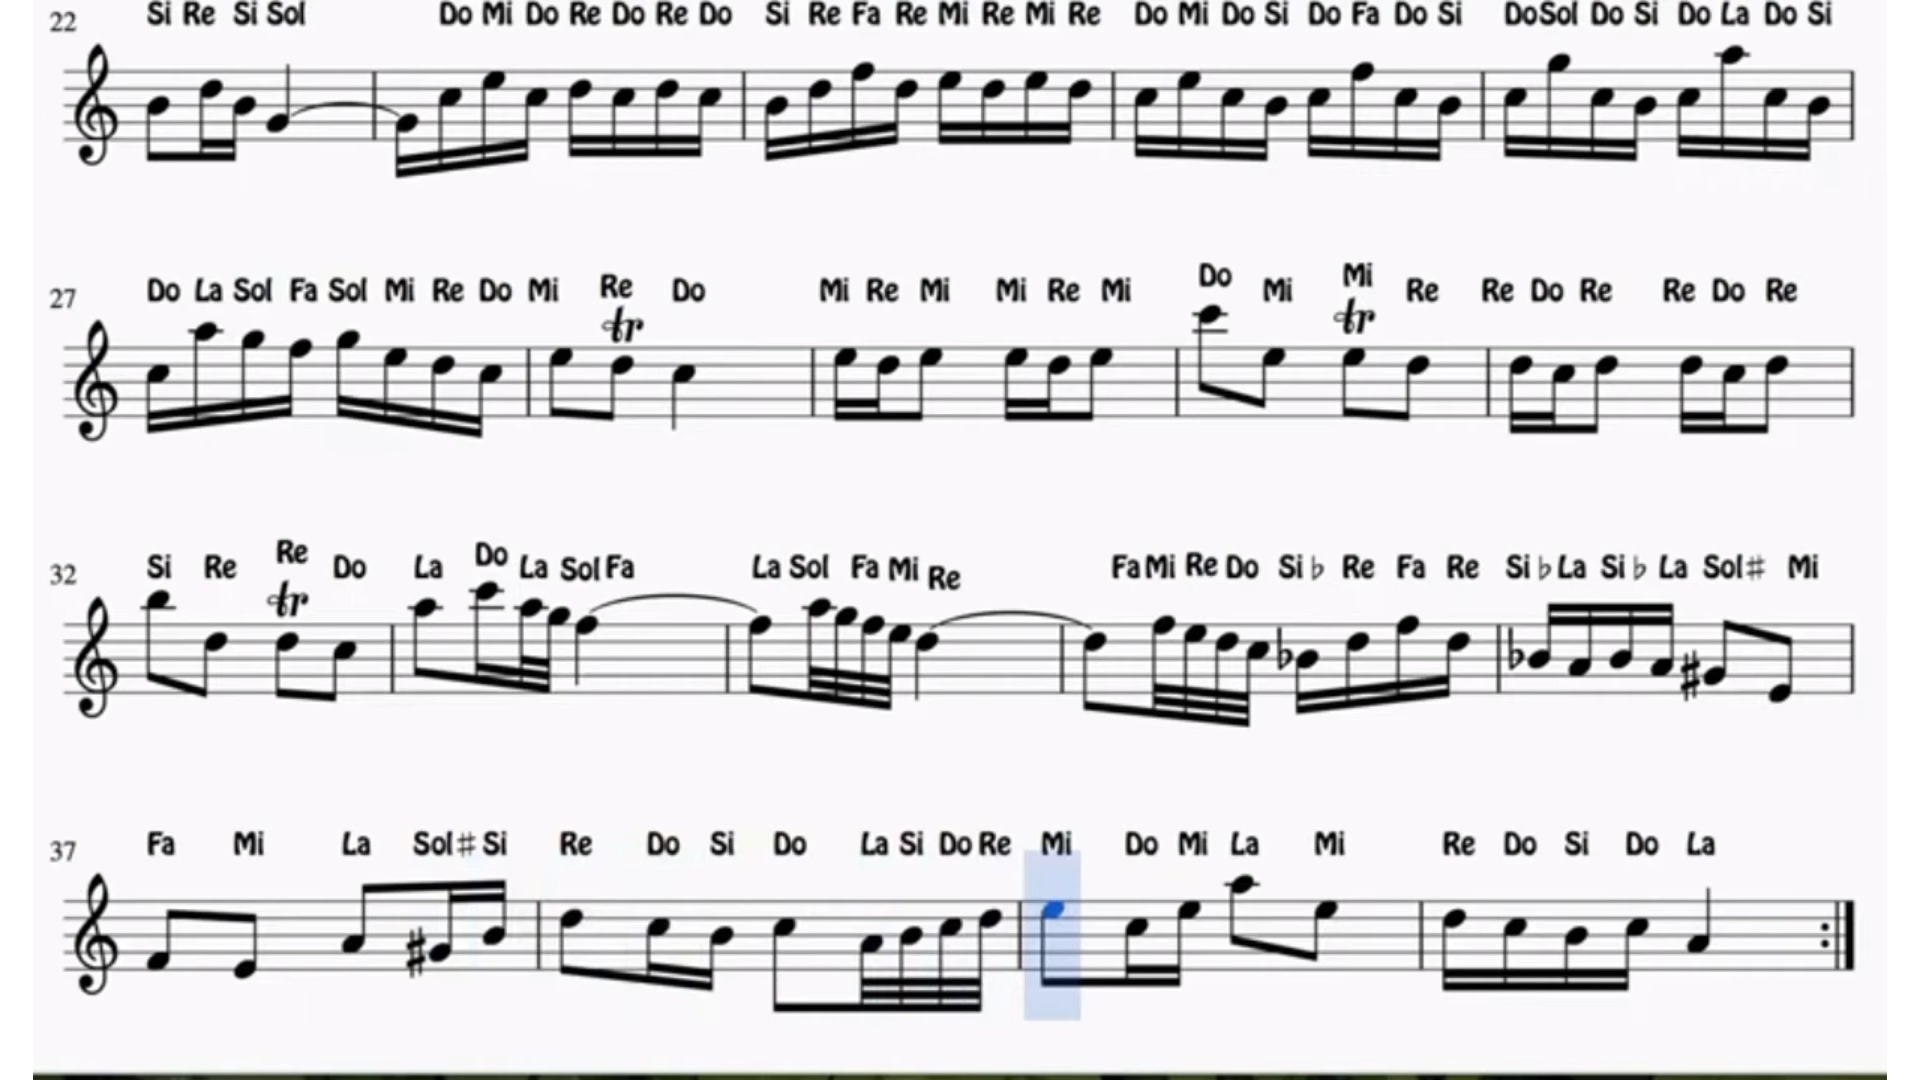 22 Si Re Si Sol Do Mi Do Re Do Re Do Si Re Fa Re Mi Re Mi Re Do Mi Do Si Do Fa Do Si Do Sol Do Si Do La Do Si
27 Do La Sol Fa Sol Mi Re Do Mi Re Do Mi Re Mi Mi Re Mi Do Mi Mi Re Re Do Re Re Do Re
tr tr
32 Si Re Re Do La Do La Sol Fa La Sol Fa Mi Re Fa Mi Re Do Si♭ Re Fa Re Si♭ La Si♭ La Sol♯ Mi
tr
37 Fa Mi La Sol♯ Si Re Do Si Do La Si Do Re Mi Do Mi La Mi Re Do Si Do La